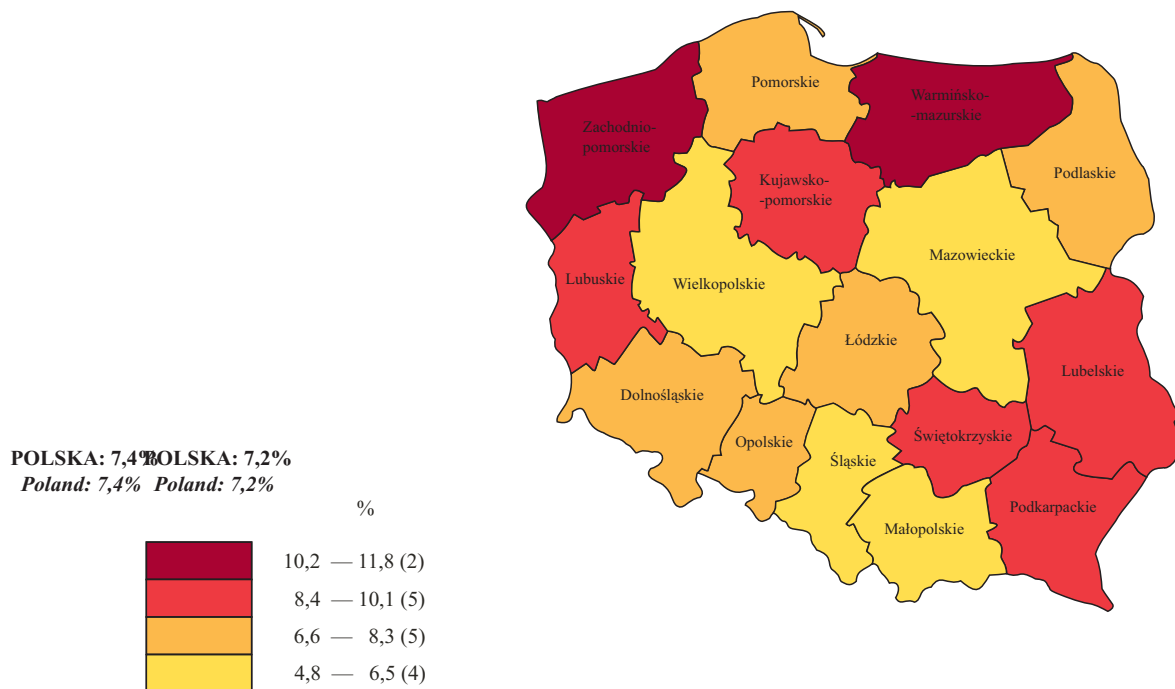 Pomorskie
Warmińsko-
-mazurskie
Zachodnio-
pomorskie
Podlaskie
Kujawsko-
-pomorskie
Mazowieckie
Lubuskie
Wielkopolskie
Łódzkie
Lubelskie
Dolnośląskie
Opolskie
Świętokrzyskie
Śląskie
Podkarpackie
Małopolskie
POLSKA: 7,4% POLSKA: 7,2%
Poland: 7,4% Poland: 7,2%
%
10,2 — 11,8 (2)
8,4 — 10,1 (5)
6,6 — 8,3 (5)
4,8 — 6,5 (4)